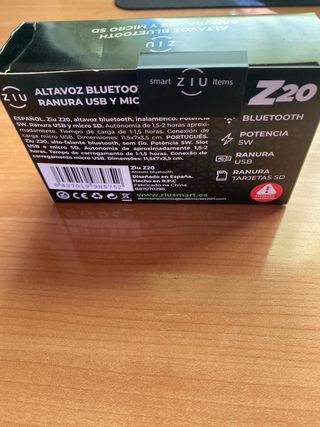 ALTAVOZ BLUETOOTH
RANURA USB Y MICRO SD
ZIU
ALTAVOZ BLUETOO
RANURA USB Y MIC
smart ZIU items
Z20
ESPAÑOL. Ziu Z20, altavoz bluetooth, inalámbrico. Potencia
5W. Ranura USB y micro SD. Autonomía de 1,5-2 horas aproxi-
madamente. Tiempo de carga de 1-1,5 horas. Conexión de
carga micro USB. Dimensiones: 11,5x7x3,5 cm. PORTUGUÉS.
Ziu Z20, alto-falante bluetooth, sem fio. Potência 5W. Slot
USB e micro SD. Autonomia de aproximadamente 1,5-2
horas. Tempo de carregamento de 1-1,5 horas. Conexão de
carregamento micro USB. Dimensões: 11,5x7x3,5 cm.
BLUETOOTH
POTENCIA
5W
RANURA
USB
RANURA
TARJETAS SD
Ziu Z20
Altavoz bluetooth
Diseñado en España.
Hecho en R.P.C
Fabricado na China.
www.ziusmart.es